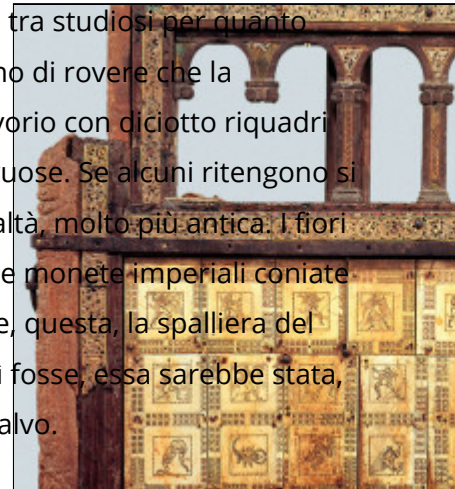 tra studiosi per quanto
no di rovere che la
vorio con diciotto riquadri
uose. Se alcuni ritengono si
altà, molto più antica. I fiori
e monete imperiali coniate
e, questa, la spalliera del
ì fosse, essa sarebbe stata,
alvo.